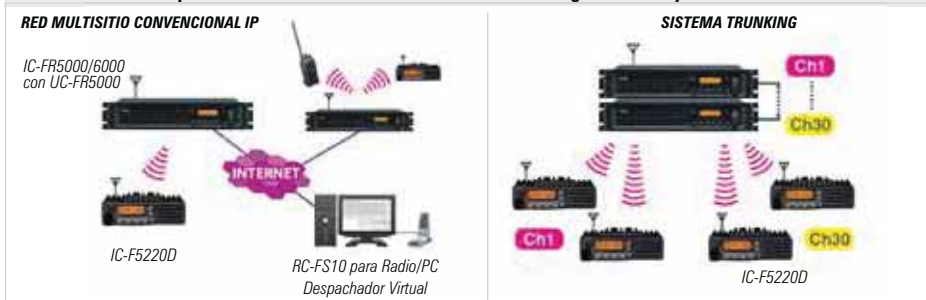 RED MULTISITIO CONVENCIONAL IP
IC-FR5000/6000
con UC-FR5000
INTERNET
IC-F5220D
RC-FS10 para Radio/PC
Despachador Virtual
SISTEMA TRUNKING
Ch1
Ch30
Ch1
Ch30
IC-F5220D